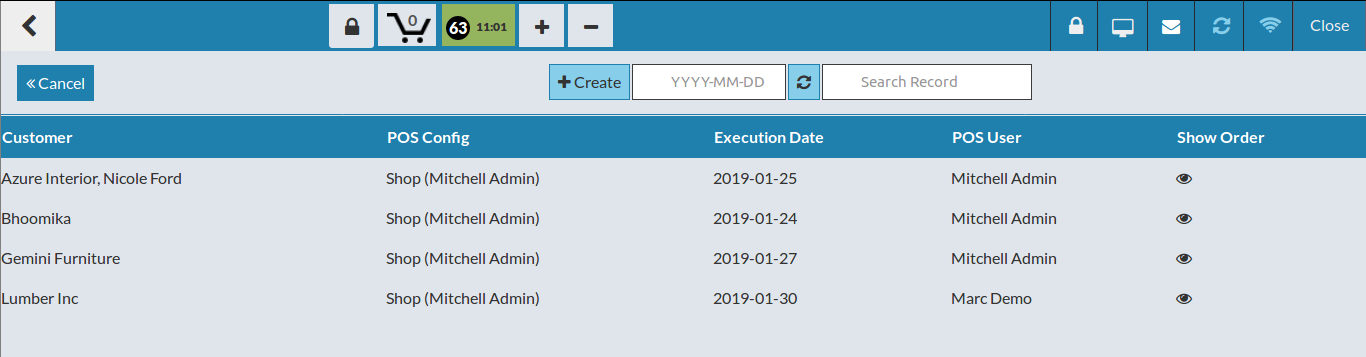 0 63 11:01 Close
Cancel Create YYYY-MM-DD Search Record
Customer POS Config Execution Date POS User Show Order
Azure Interior, Nicole Ford Shop (Mitchell Admin) 2019-01-25 Mitchell Admin
Bhoomika Shop (Mitchell Admin) 2019-01-24 Mitchell Admin
Gemini Furniture Shop (Mitchell Admin) 2019-01-27 Mitchell Admin
Lumber Inc Shop (Mitchell Admin) 2019-01-30 Marc Demo